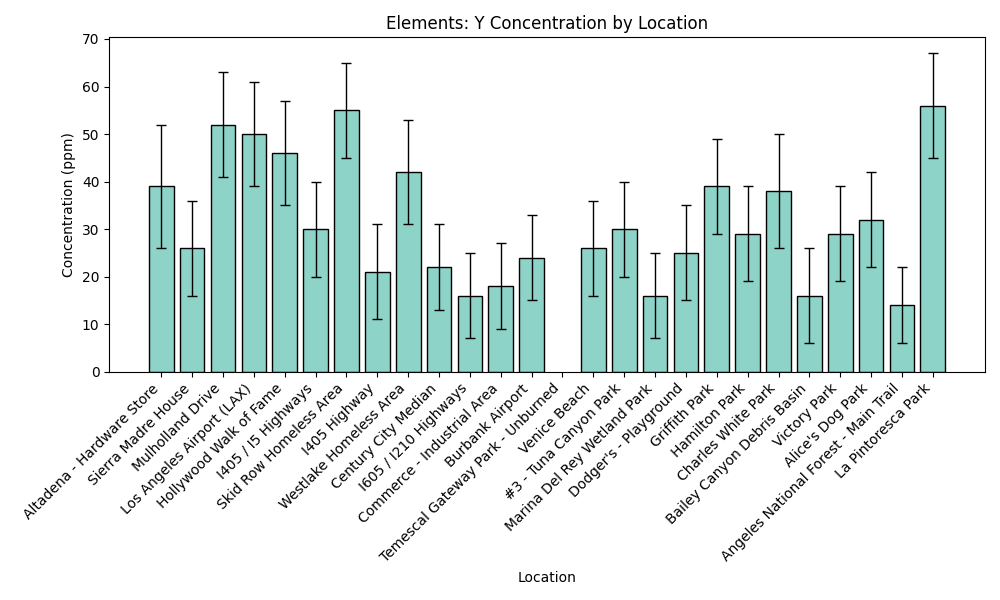 Elements: Y Concentration by Location
Concentration (ppm)
70
60
50
40
30
20
10
0
Altadena - Hardware Store
Sierra Madre House
Mulholland Drive
Los Angeles Airport (LAX)
Hollywood Walk of Fame
I405 / I5 Highways
Skid Row Homeless Area
I405 Highway
Westlake Homeless Area
Century City Median
I605 / I210 Highways
Commerce - Industrial Area
Burbank Airport
Temescal Gateway Park - Unburned
Venice Beach
#3 - Tuna Canyon Park
Marina Del Rey Wetland Park
Dodger's - Playground
Griffith Park
Hamilton Park
Charles White Park
Bailey Canyon Debris Basin
Victory Park
Alice's Dog Park
Angeles National Forest - Main Trail
La Pintoresca Park
Location